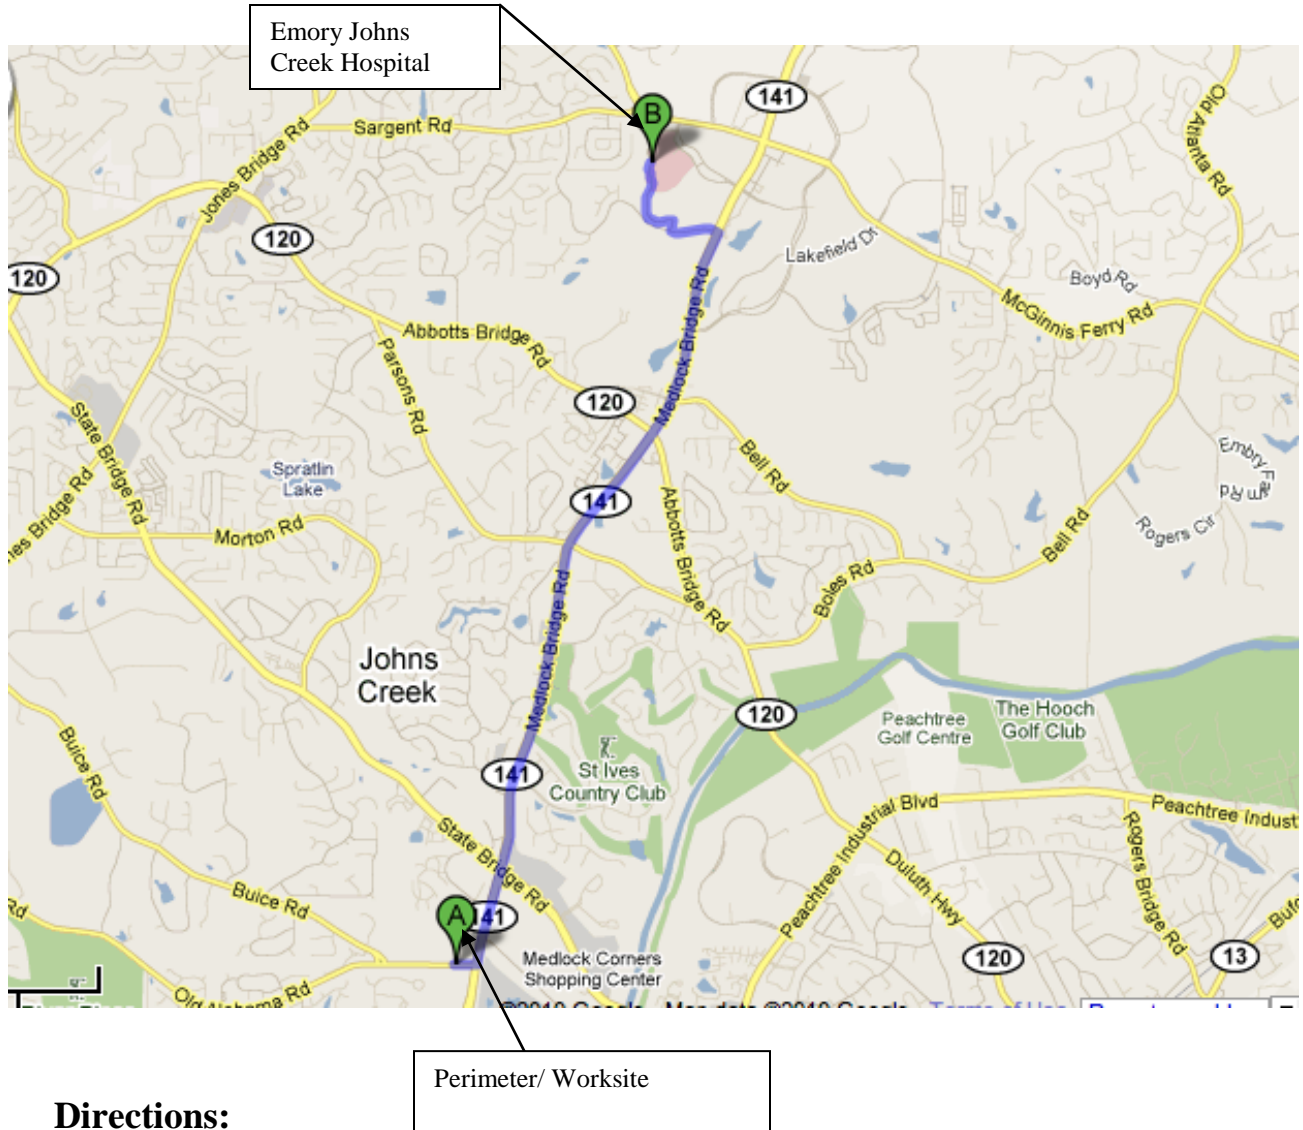 Emory Johns
Creek Hospital
B
141
Old Atlanta Rd
Sargent Rd
Jones Bridge Rd
120
120
Lakefield Dr
Boyd Rd
McGinnis Ferry Rd
Abbotts Bridge Rd
Medlock Bridge Rd
Parsons Rd
120
State Bridge Rd
Bell Rd
Spratlin
Lake
141
Abbotts Bridge Rd
Rogers Cir
Bell Rd
Morton Rd
Boles Rd
Medlock Bridge Rd
Johns
Creek
120
Peachtree
Golf Centre
The Hooch
Golf Club
Buice Rd
141
St Ives
Country Club
Peachtree Industrial Blvd
Peachtree Indust
Rogers Bridge Rd
State Bridge Rd
Duluth Hwy
Buice Rd
A
141
Rd
Medlock Corners
Shopping Center
120
13
Bufo
Old Alabama Rd
Perimeter/ Worksite
Directions: